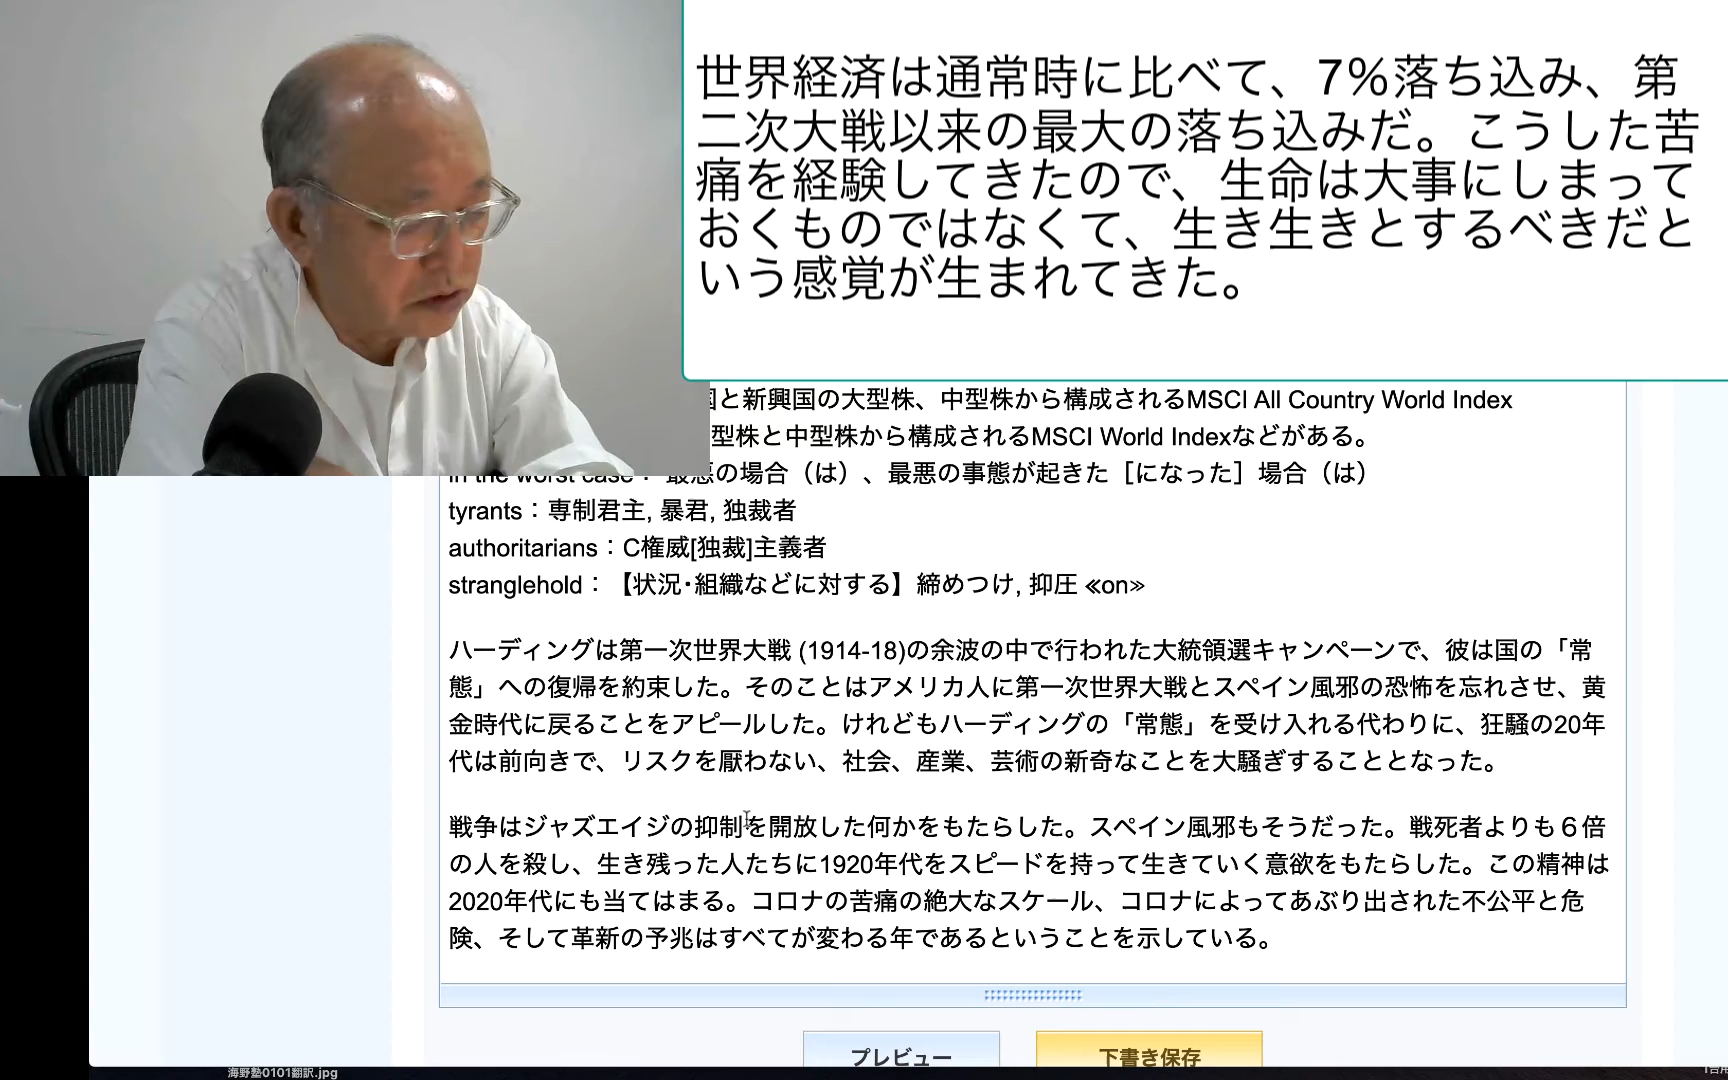 世界経済は通常時に比べて、7%落ち込み、第
二次大戦以来の最大の落ち込みだ。こうした苦
痛を経験してきたので、生命は大事にしまって
おくものではなくて、生き生きとするべきだと
いう感覚が生まれてきた。
国と新興国の大型株、中型株から構成されるMSCI All Country World Index
型株と中型株から構成されるMSCI World Indexなどがある。
in the worst case： 最悪の場合（は）、最悪の事態が起きた［になった］場合（は）
tyrants：専制君主, 暴君, 独裁者
authoritarians：C権威[独裁]主義者
stranglehold：【状況･組織などに対する】締めつけ, 抑圧 ≪on≫
ハーディングは第一次世界大戦 (1914-18)の余波の中で行われた大統領選キャンペーンで、彼は国の「常
態」への復帰を約束した。そのことはアメリカ人に第一次世界大戦とスペイン風邪の恐怖を忘れさせ、黄
金時代に戻ることをアピールした。けれどもハーディングの「常態」を受け入れる代わりに、狂騒の20年
代は前向きで、リスクを厭わない、社会、産業、芸術の新奇なことを大騒ぎすることとなった。
戦争はジャズエイジの抑制を開放した何かをもたらした。スペイン風邪もそうだった。戦死者よりも６倍
の人を殺し、生き残った人たちに1920年代をスピードを持って生きていく意欲をもたらした。この精神は
2020年代にも当てはまる。コロナの苦痛の絶大なスケール、コロナによってあぶり出された不公平と危
険、そして革新の予兆はすべてが変わる年であるということを示している。
プレビュー
下書き保存
海野塾0101翻訳.jpg